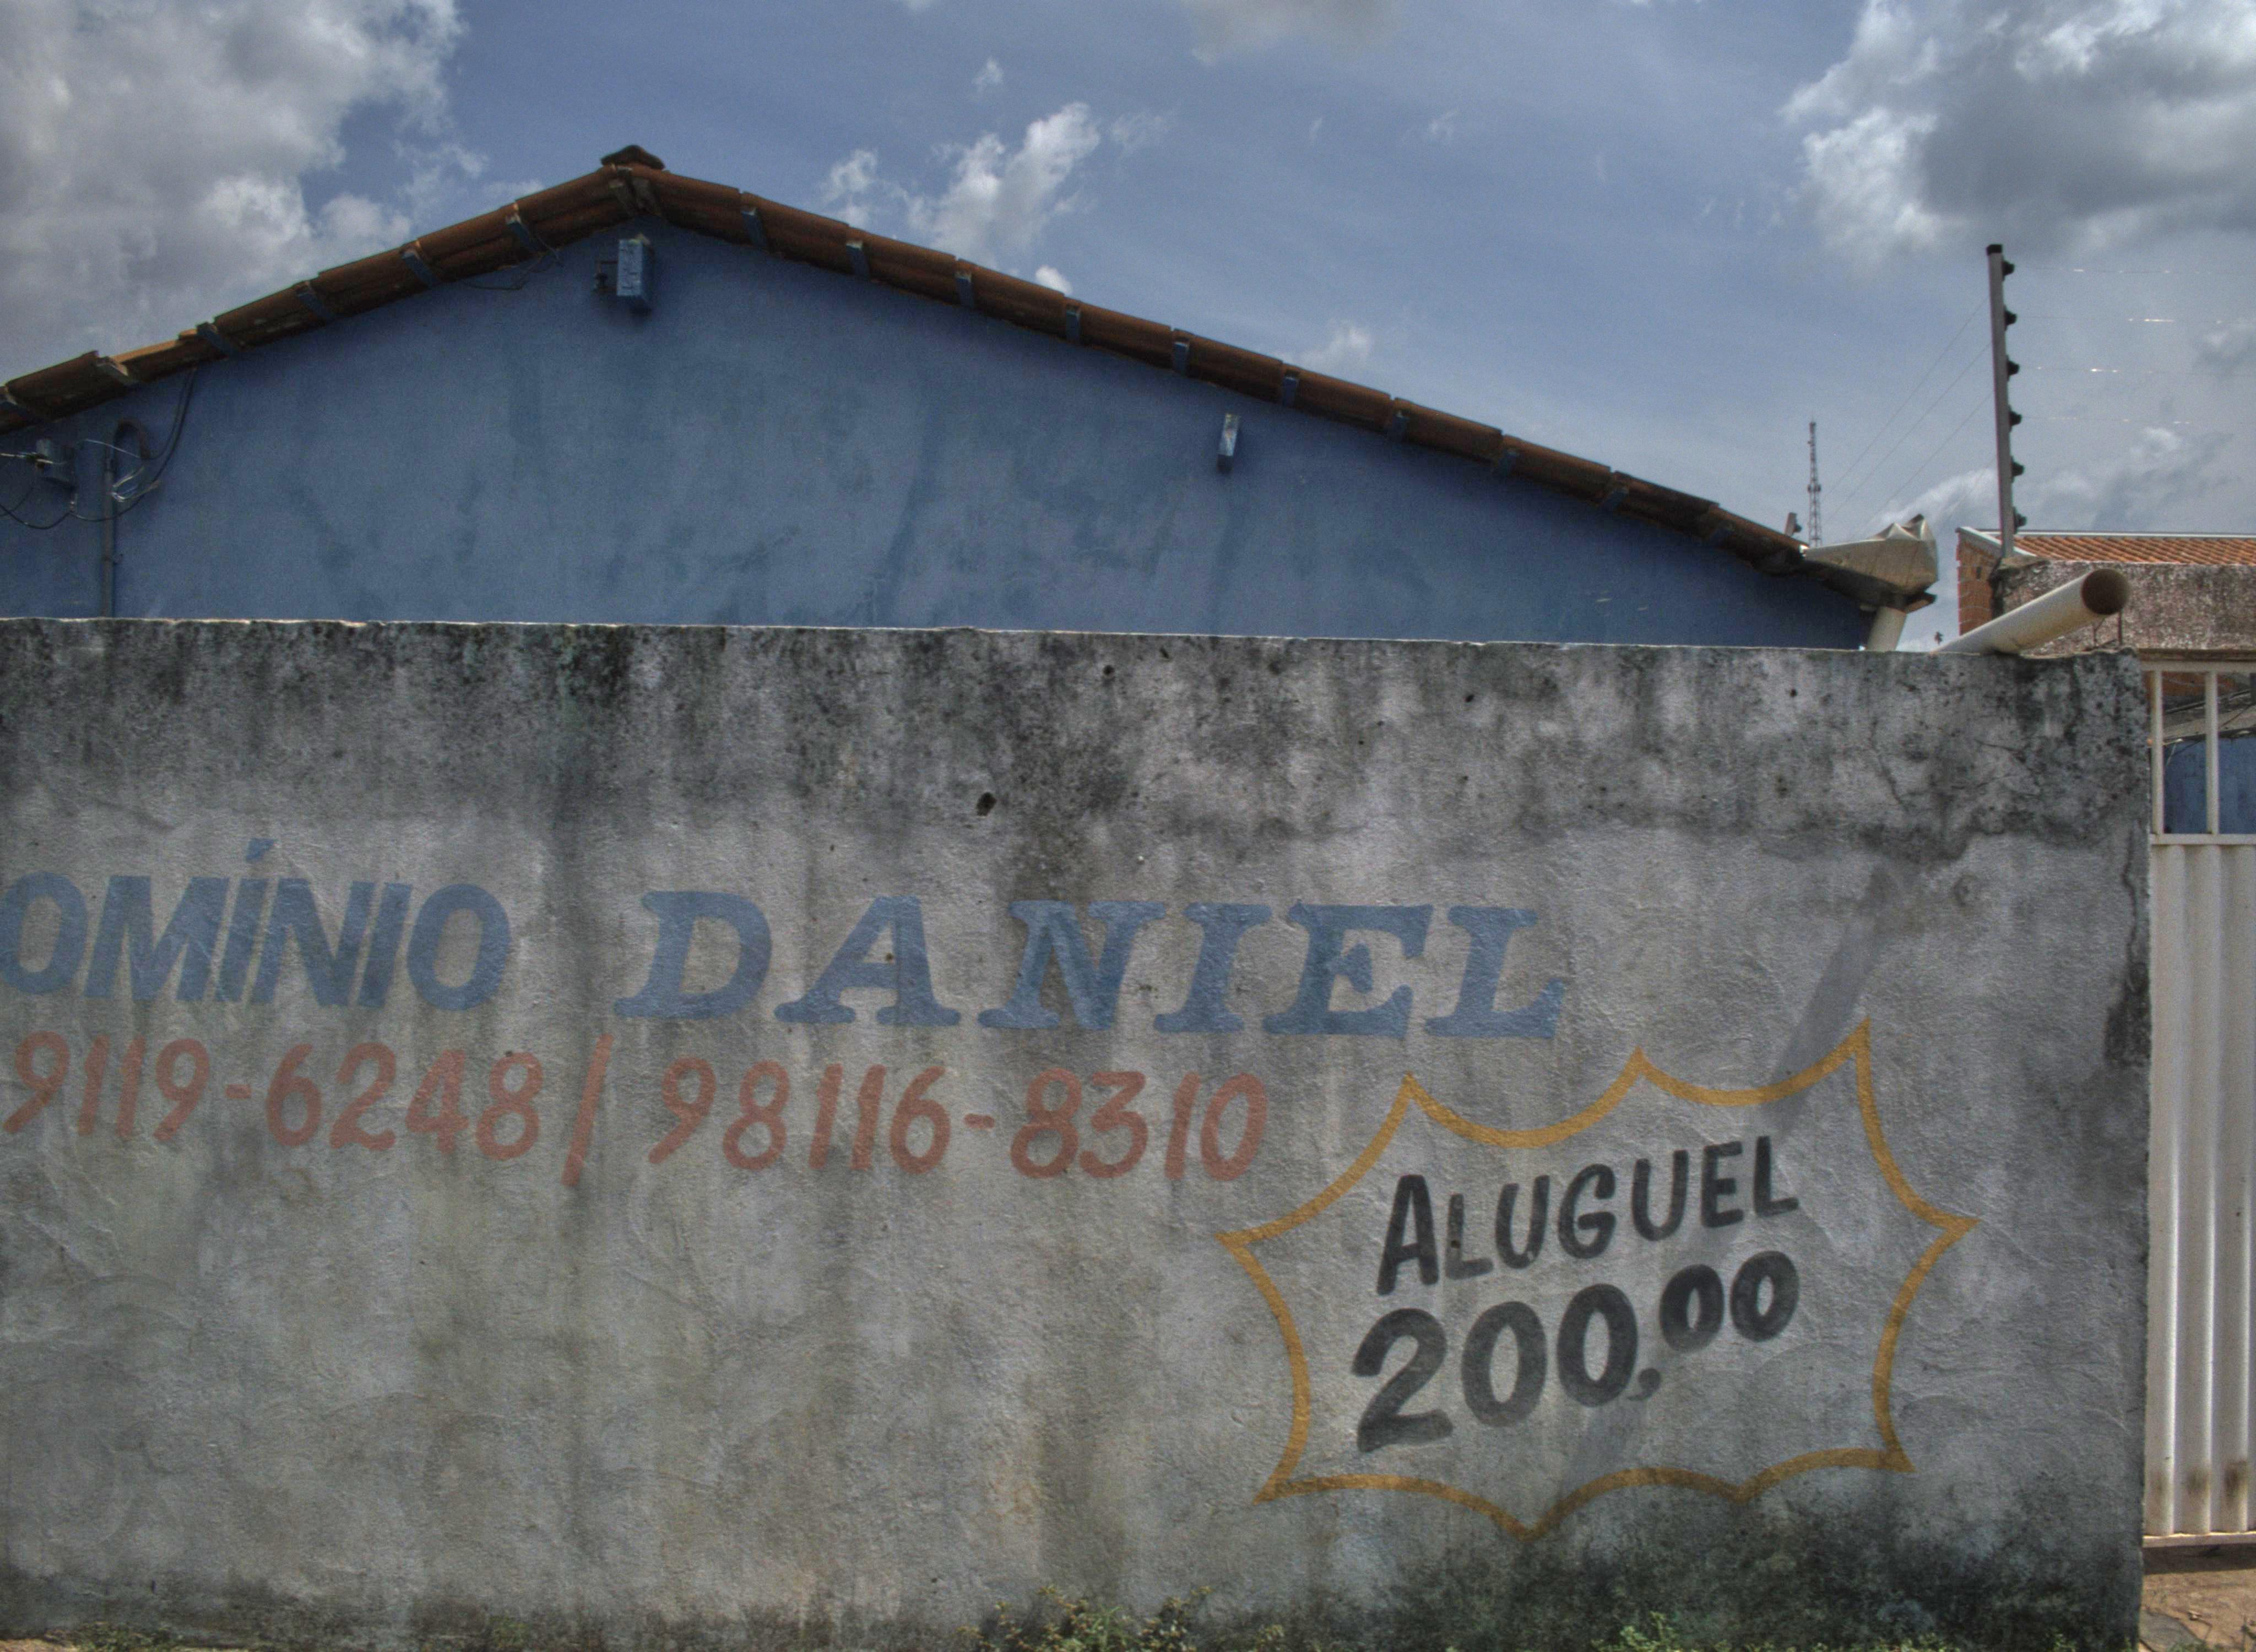 OMÍNIO DANIEL
9119-6248 / 98116-8310
ALUGUEL
200,00